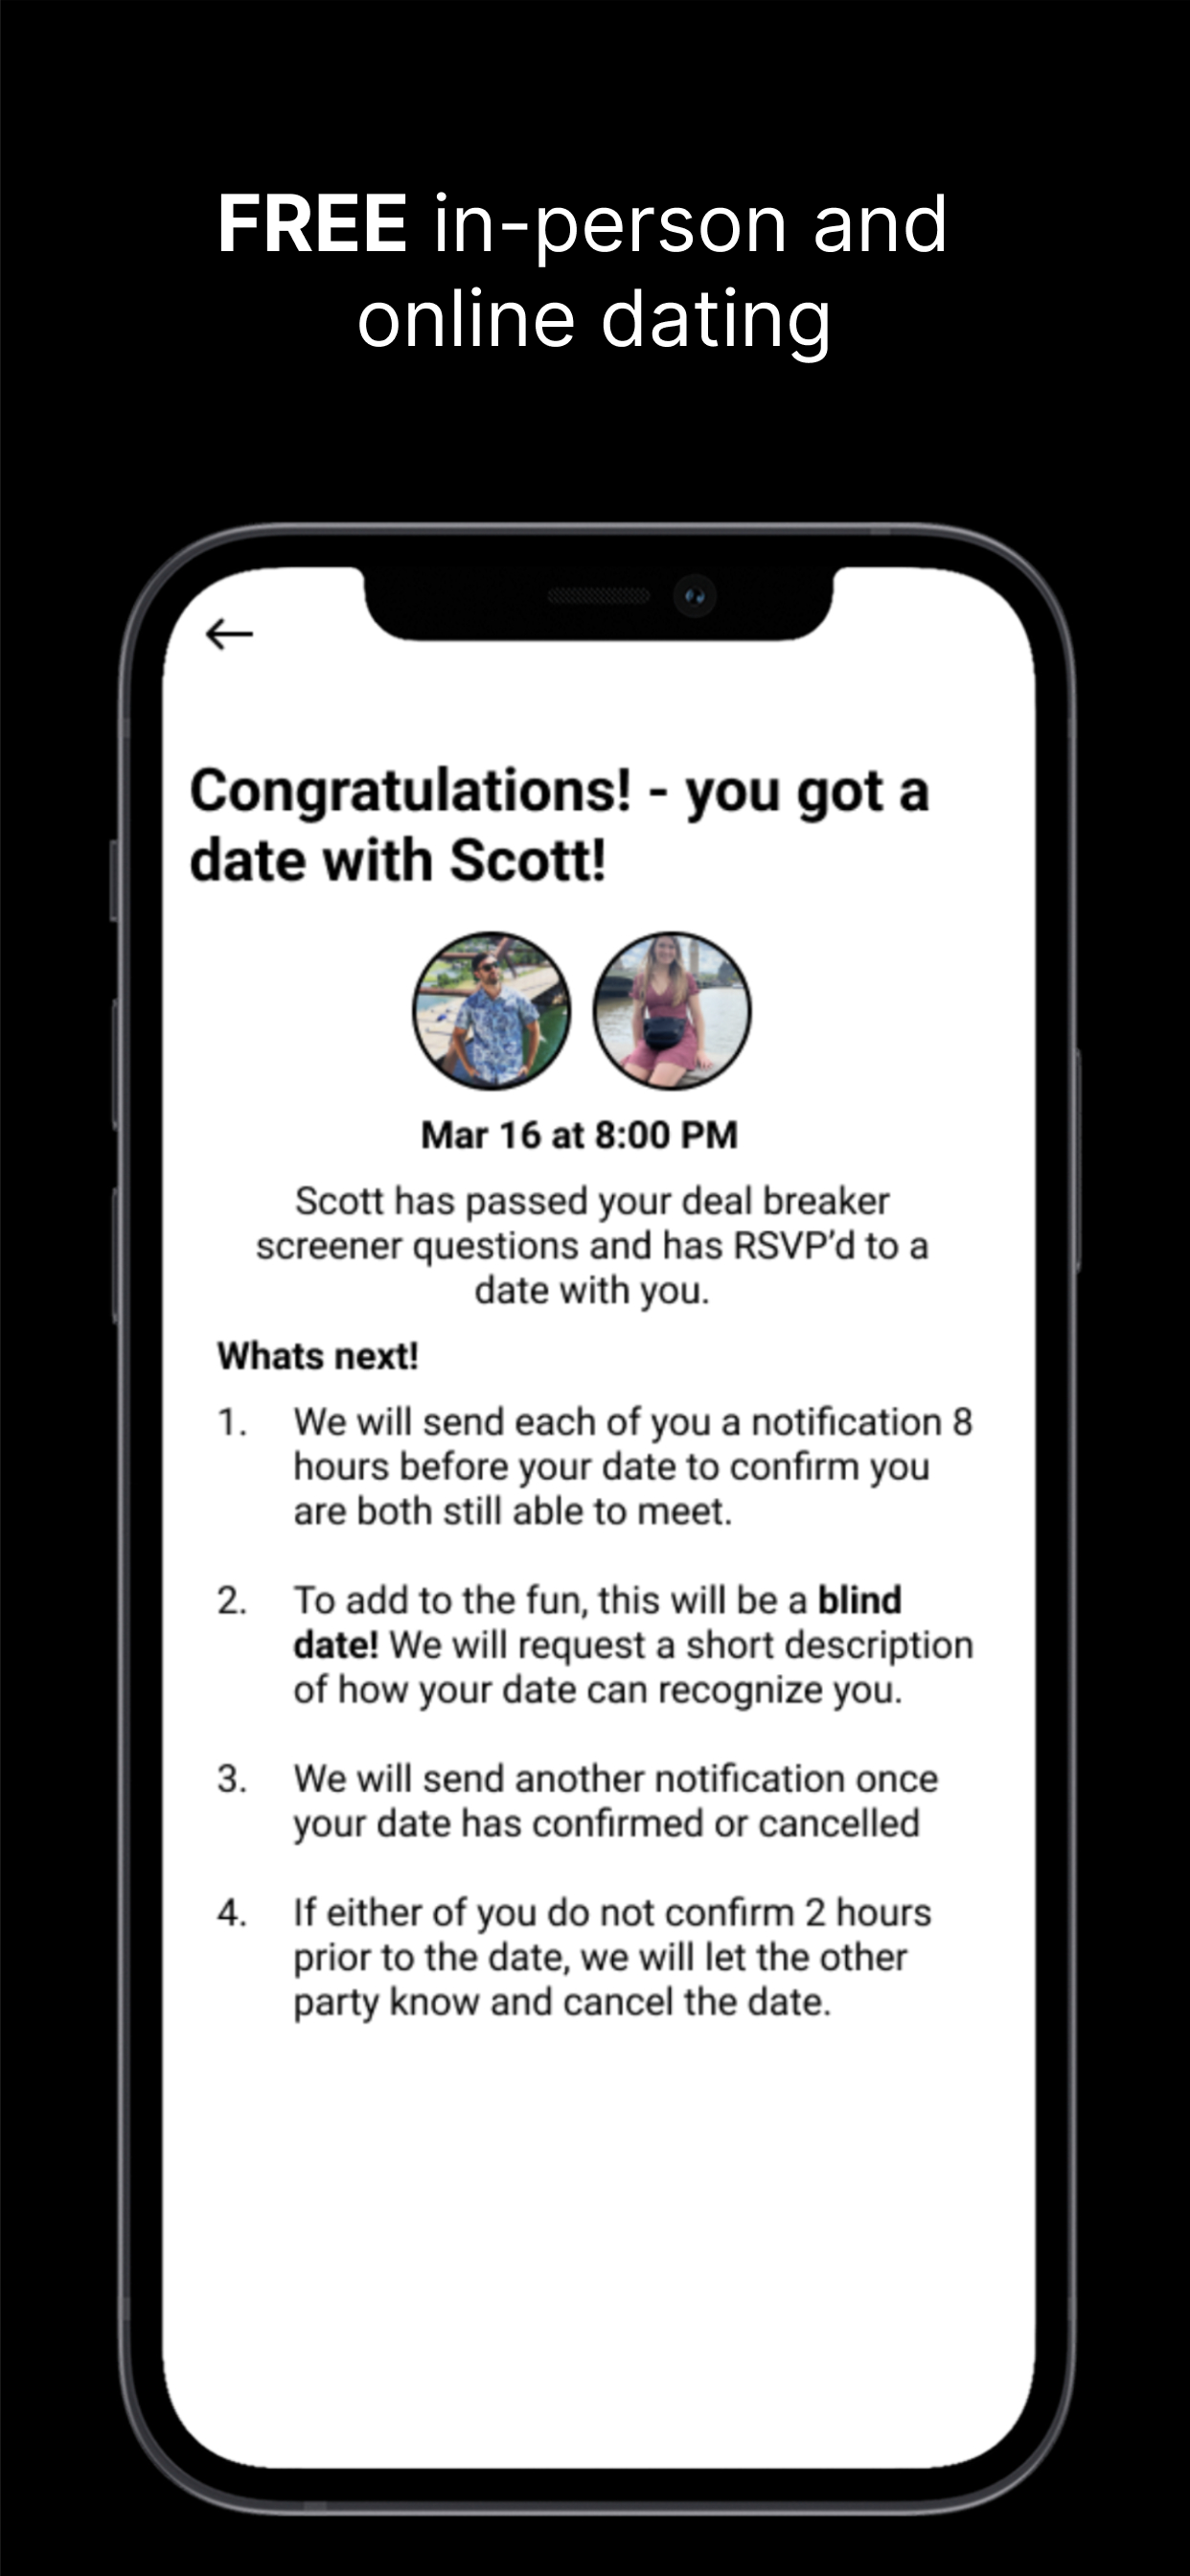 FREE in-person and
online dating
Congratulations! - you got a
date with Scott!
Mar 16 at 8:00 PM
Scott has passed your deal breaker
screener questions and has RSVP’d to a
date with you.
Whats next!
1. We will send each of you a notification 8
hours before your date to confirm you
are both still able to meet.
2. To add to the fun, this will be a blind
date! We will request a short description
of how your date can recognize you.
3. We will send another notification once
your date has confirmed or cancelled
4. If either of you do not confirm 2 hours
prior to the date, we will let the other
party know and cancel the date.